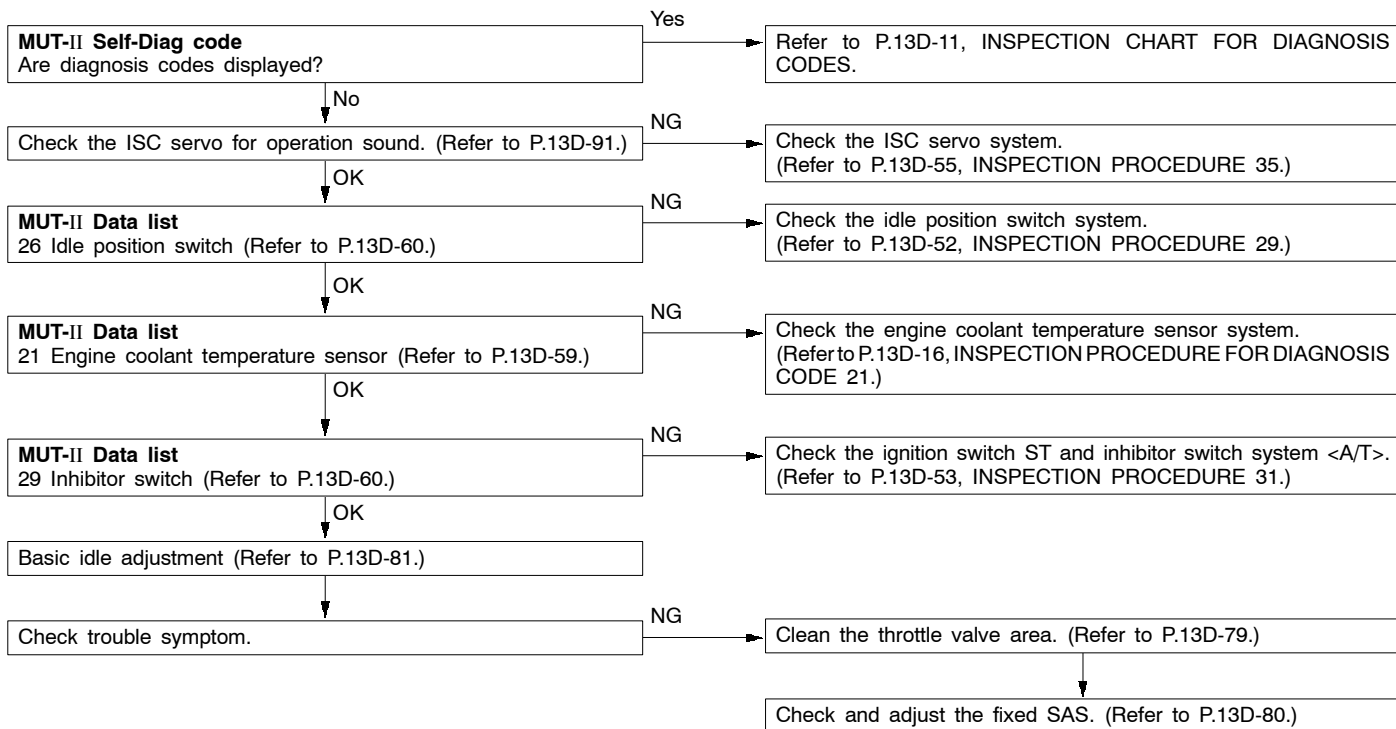 MUT-II Self-Diag code
Are diagnosis codes displayed?
Yes
Refer to P.13D-11, INSPECTION CHART FOR DIAGNOSIS
CODES.
No
Check the ISC servo for operation sound. (Refer to P.13D-91.)
NG
Check the ISC servo system.
(Refer to P.13D-55, INSPECTION PROCEDURE 35.)
OK
MUT-II Data list
26 Idle position switch (Refer to P.13D-60.)
NG
Check the idle position switch system.
(Refer to P.13D-52, INSPECTION PROCEDURE 29.)
OK
MUT-II Data list
21 Engine coolant temperature sensor (Refer to P.13D-59.)
NG
Check the engine coolant temperature sensor system.
(Refer to P.13D-16, INSPECTION PROCEDURE FOR DIAGNOSIS
CODE 21.)
OK
MUT-II Data list
29 Inhibitor switch (Refer to P.13D-60.)
NG
Check the ignition switch ST and inhibitor switch system <A/T>.
(Refer to P.13D-53, INSPECTION PROCEDURE 31.)
OK
Basic idle adjustment (Refer to P.13D-81.)
Check trouble symptom.
NG
Clean the throttle valve area. (Refer to P.13D-79.)
Check and adjust the fixed SAS. (Refer to P.13D-80.)